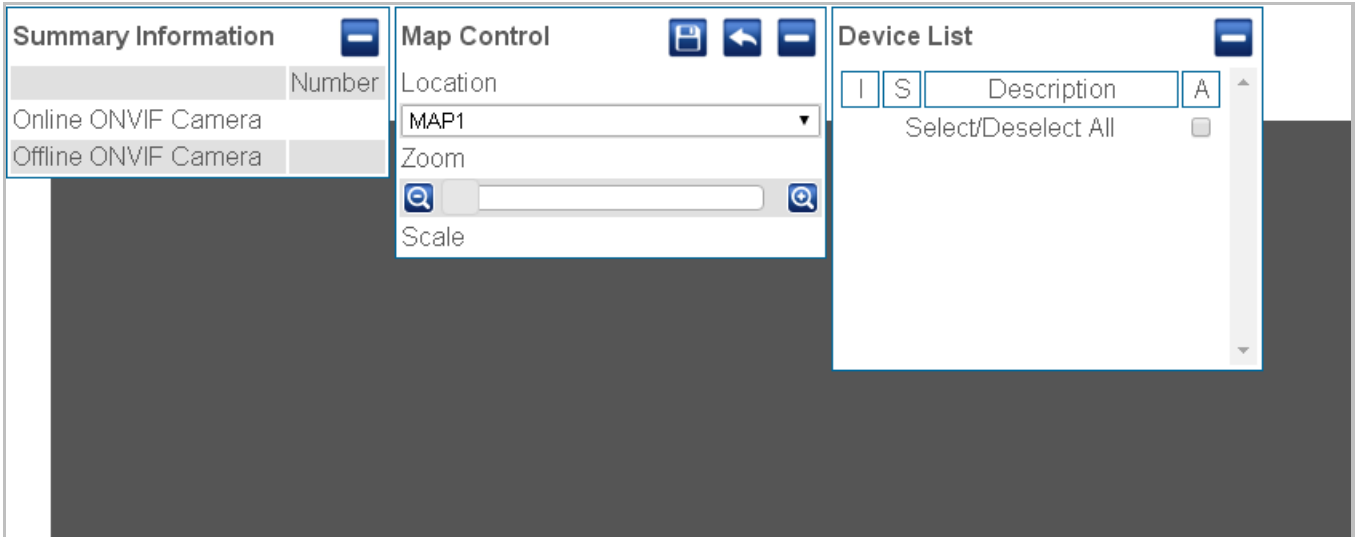 Summary Information
Number
Online ONVIF Camera
Offline ONVIF Camera
Map Control
Location
MAP1
Zoom
Scale
Device List
I S Description A
Select/Deselect All